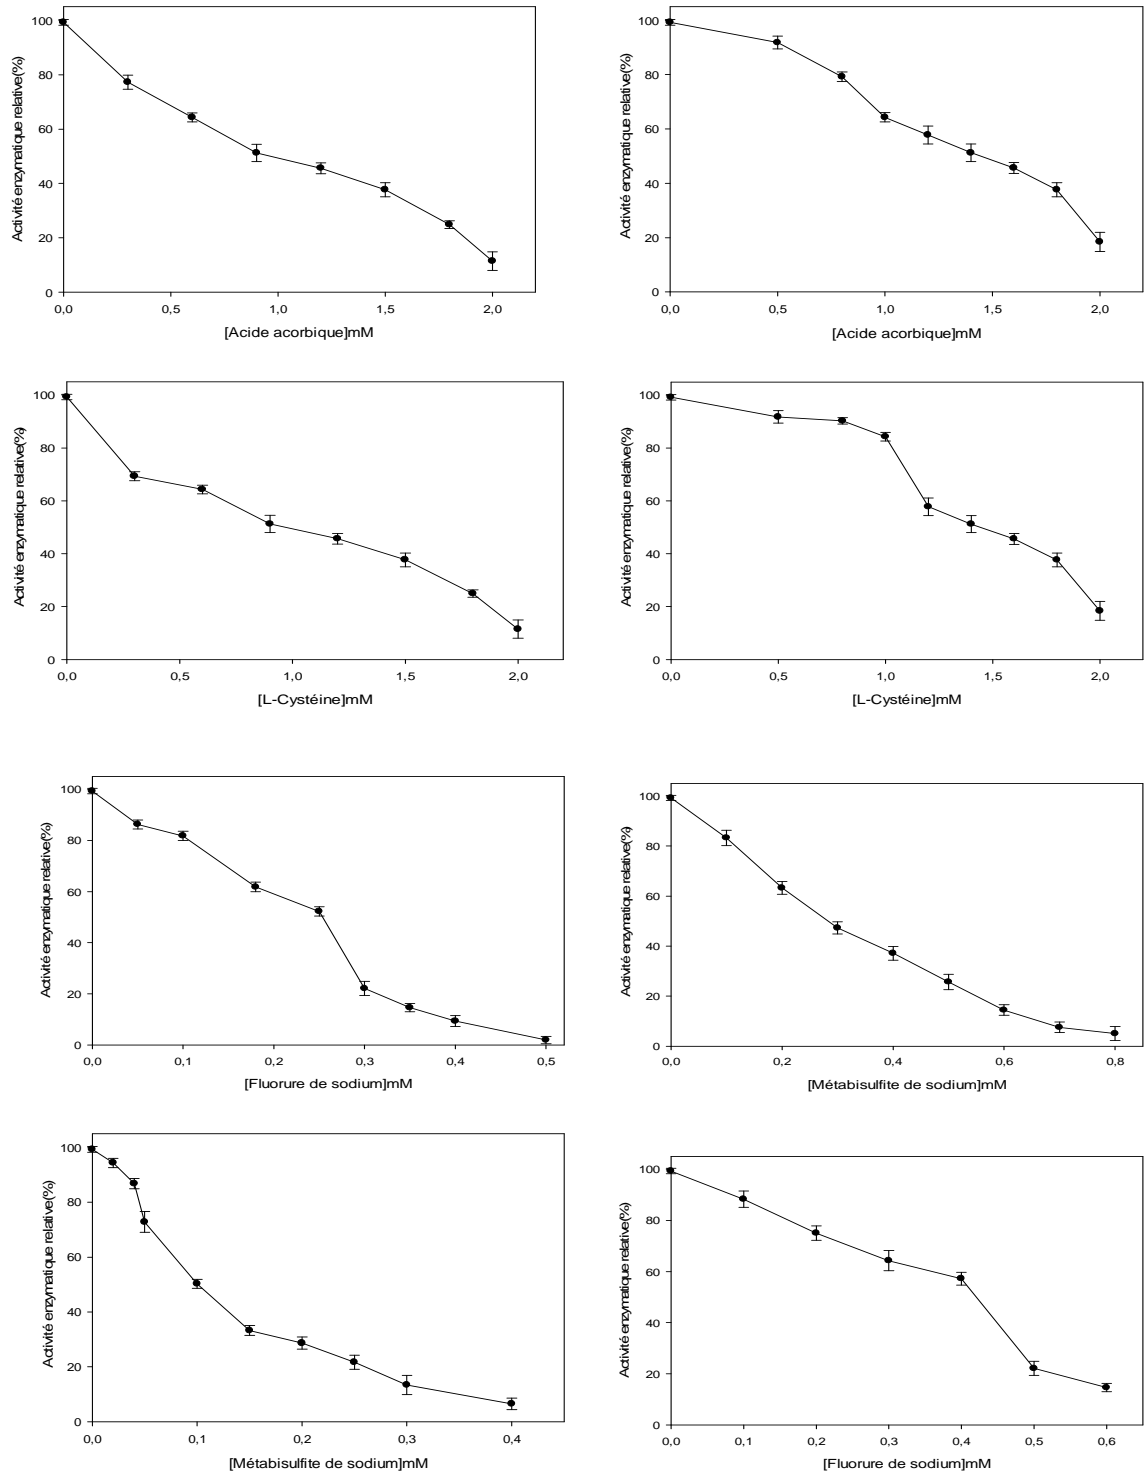 Activité enzymatique relative(%)
100
80
60
40
20
0
0,0 0,5 1,0 1,5 2,0
[Acide acorbique]mM
Activité enzymatique relative(%)
100
80
60
40
20
0
0,0 0,5 1,0 1,5 2,0
[Acide acorbique]mM
Activité enzymatique relative(%)
100
80
60
40
20
0
0,0 0,5 1,0 1,5 2,0
[L-Cystéine]mM
Activité enzymatique relative(%)
100
80
60
40
20
0
0,0 0,5 1,0 1,5 2,0
[L-Cystéine]mM
Activité enzymatique relative(%)
100
80
60
40
20
0
0,0 0,1 0,2 0,3 0,4 0,5
[Fluorure de sodium]mM
Activité enzymatique relative(%)
100
80
60
40
20
0
0,0 0,2 0,4 0,6 0,8
[Métabisulfite de sodium]mM
Activité enzymatique relative(%)
100
80
60
40
20
0
0,0 0,1 0,2 0,3 0,4
[Métabisulfite de sodium]mM
Activité enzymatique relative(%)
100
80
60
40
20
0
0,0 0,1 0,2 0,3 0,4 0,5 0,6
[Fluorure de sodium]mM